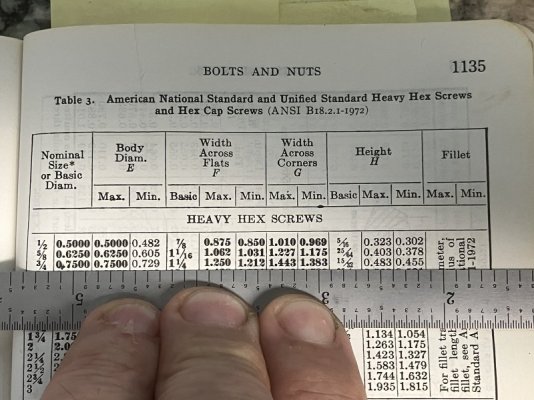 BOLTS AND NUTS 1135
Table 3. American National Standard and Unified Standard Heavy Hex Screws
and Hex Cap Screws (ANSI B18.2.1-1972)
Nominal Size* or Basic Diam. Body Diam. E Width Across Flats F Width Across Corners G Height H Fillet
Max. Min. Basic Max. Min. Max. Min. Basic Max. Min. Max. Min.
HEAVY HEX SCREWS
1/2 0.5000 0.5000 0.482 7/8 0.875 0.850 1.010 0.969 5/16 0.323 0.302
5/8 0.6250 0.6250 0.605 1 1/16 1.062 1.031 1.227 1.175 25/64 0.403 0.378
3/4 0.7500 0.7500 0.729 1 1/4 1.250 1.212 1.443 1.383 15/32 0.483 0.455
5 3 2
1 3/4 1.134 1.054
2 1.263 1.175
2 1/4 1.423 1.327
2 1/2 1.583 1.479
2 3/4 1.744 1.632
3 1.935 1.815
For fillet
fillet
fillet, see
Standard